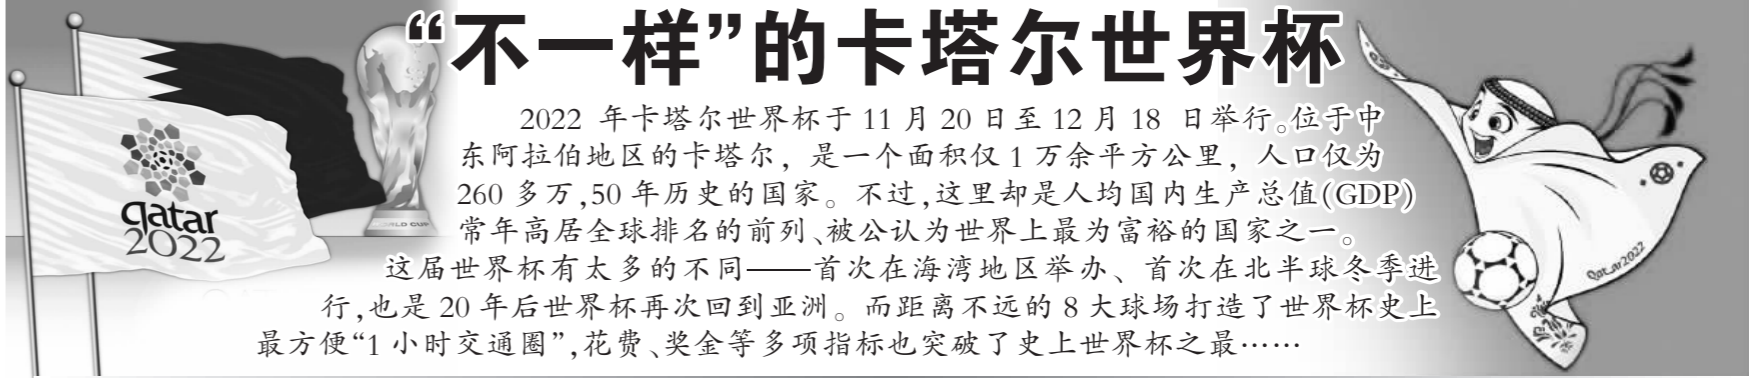 “不一样”的卡塔尔世界杯
2022 年卡塔尔世界杯于 11 月 20 日至 12 月 18 日举行。位于中
东阿拉伯地区的卡塔尔，是一个面积仅 1 万余平方公里，人口仅为
260 多万,50 年历史的国家。不过,这里却是人均国内生产总值(GDP)
常年高居全球排名的前列、被公认为世界上最为富裕的国家之一。
这届世界杯有太多的不同——首次在海湾地区举办、首次在北半球冬季进
行,也是 20 年后世界杯再次回到亚洲。而距离不远的 8 大球场打造了世界杯史上
最方便“1 小时交通圈”,花费、奖金等多项指标也突破了史上世界杯之最……
qatar
2022
WORLD CUP
Qatar2022